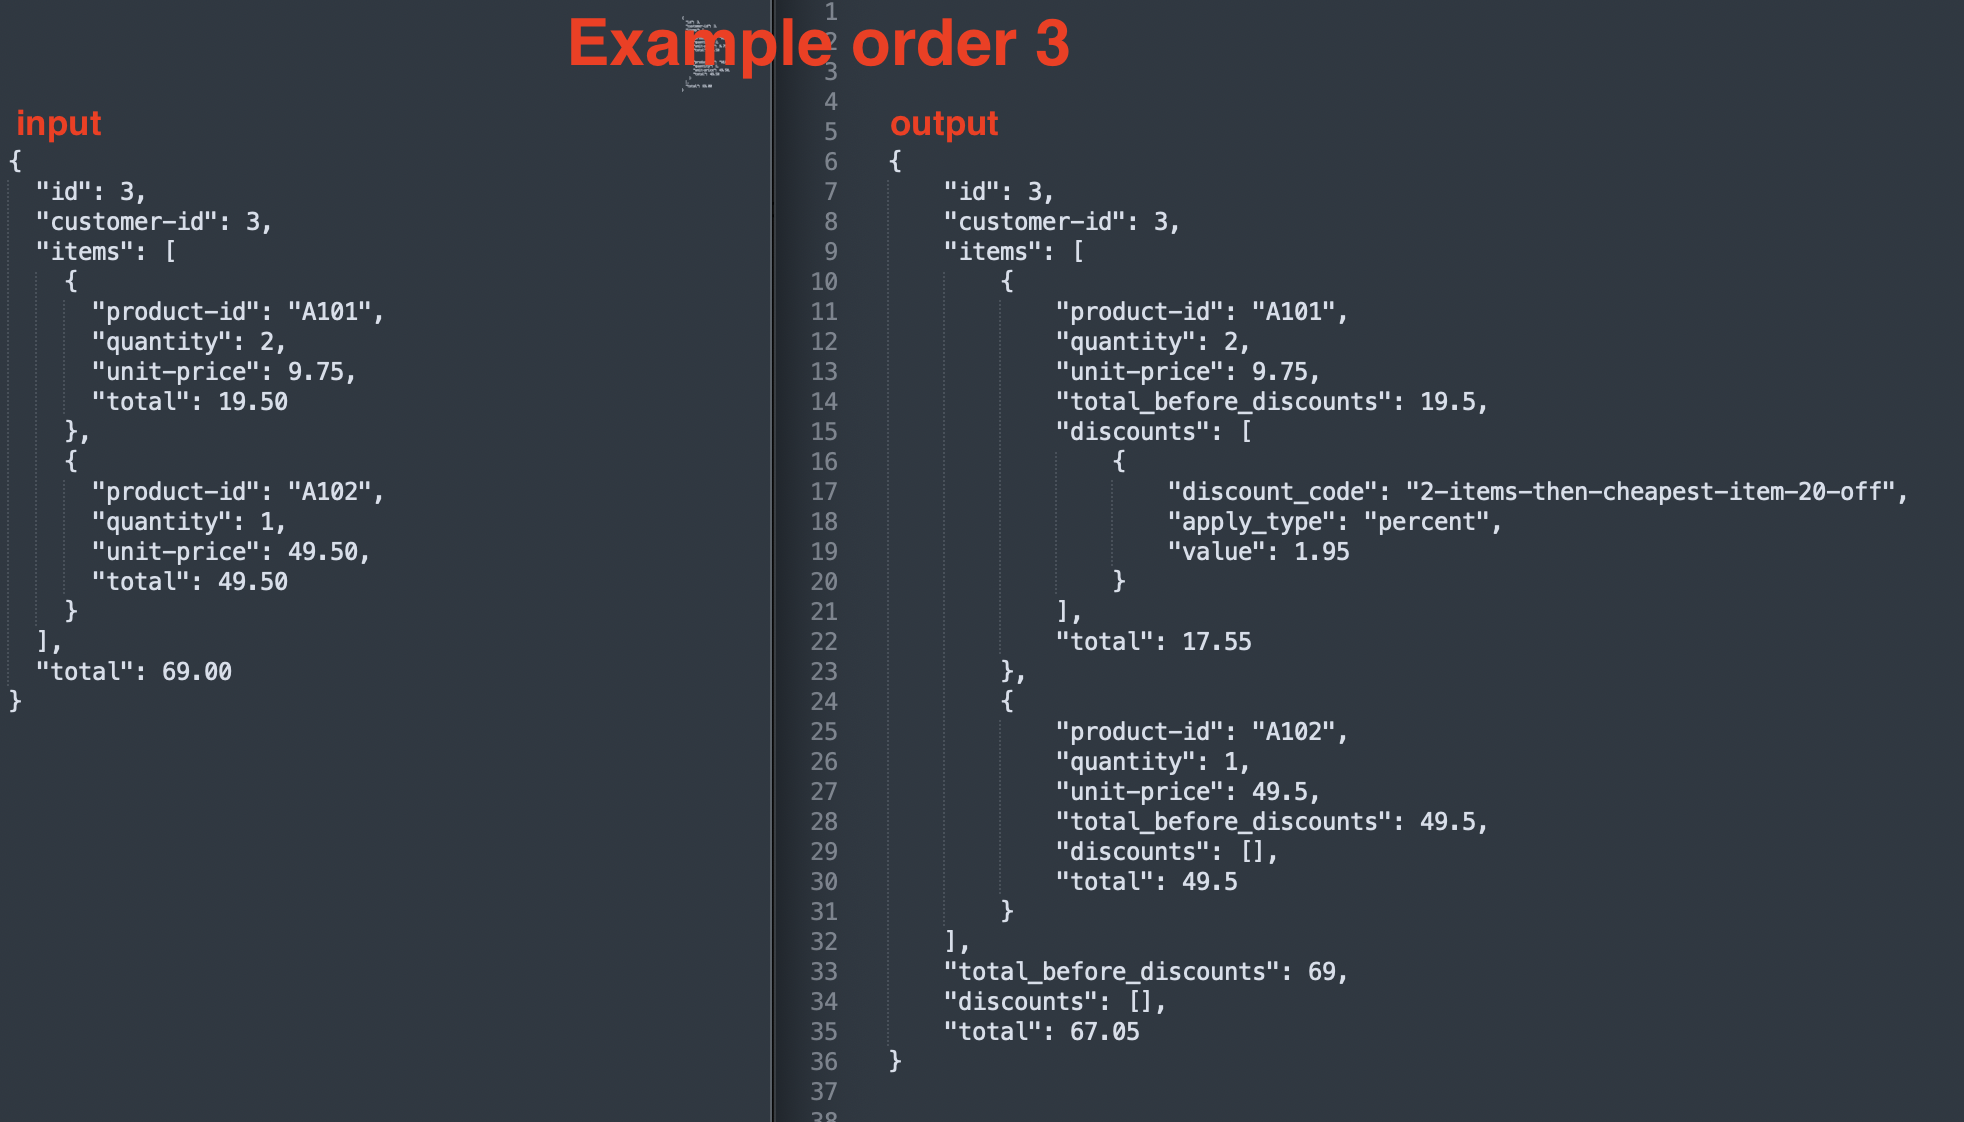 Example order 3
input
{
  "id": 3,
  "customer-id": 3,
  "items": [
    {
      "product-id": "A101",
      "quantity": 2,
      "unit-price": 9.75,
      "total": 19.50
    },
    {
      "product-id": "A102",
      "quantity": 1,
      "unit-price": 49.50,
      "total": 49.50
    }
  ],
  "total": 69.00
}
1
2
3
4
5 output
6 {
7     "id": 3,
8     "customer-id": 3,
9     "items": [
10         {
11             "product-id": "A101",
12             "quantity": 2,
13             "unit-price": 9.75,
14             "total_before_discounts": 19.5,
15             "discounts": [
16                 {
17                     "discount_code": "2-items-then-cheapest-item-20-off",
18                     "apply_type": "percent",
19                     "value": 1.95
20                 }
21             ],
22             "total": 17.55
23         },
24         {
25             "product-id": "A102",
26             "quantity": 1,
27             "unit-price": 49.5,
28             "total_before_discounts": 49.5,
29             "discounts": [],
30             "total": 49.5
31         }
32     ],
33     "total_before_discounts": 69,
34     "discounts": [],
35     "total": 67.05
36 }
37
38